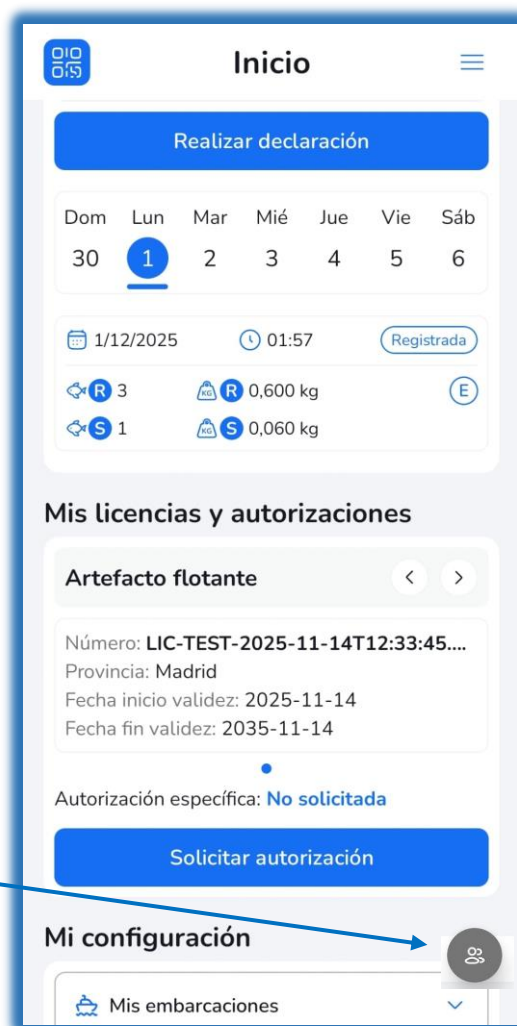 Inicio
Realizar declaración
Dom Lun Mar Mié Jue Vie Sáb
30 1 2 3 4 5 6
1/12/2025 01:57 Registrada
R 3 KG R 0,600 kg E
S 1 KG S 0,060 kg
Mis licencias y autorizaciones
Artefacto flotante
Número: LIC-TEST-2025-11-14T12:33:45....
Provincia: Madrid
Fecha inicio validez: 2025-11-14
Fecha fin validez: 2035-11-14
Autorización específica: No solicitada
Solicitar autorización
Mi configuración
Mis embarcaciones